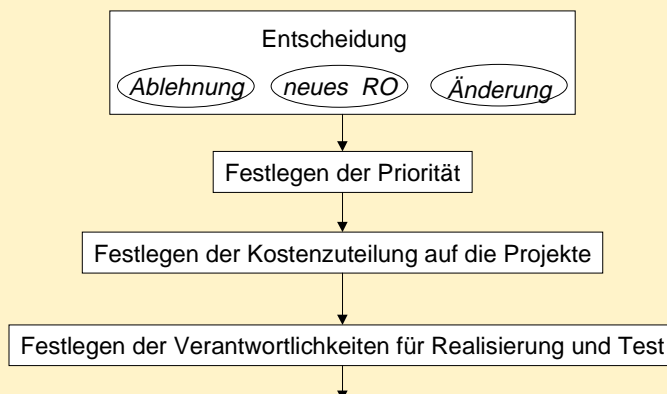 Entscheidung
Ablehnung neues RO Änderung
Festlegen der Priorität
Festlegen der Kostenzuteilung auf die Projekte
Festlegen der Verantwortlichkeiten für Realisierung und Test